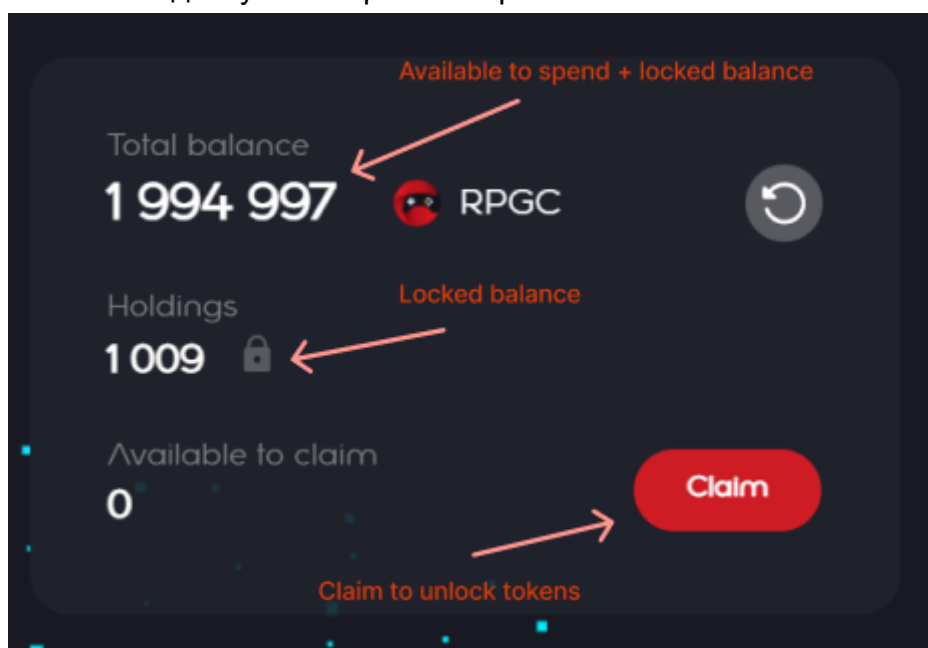 Available to spend + locked balance
Total balance
1 994 997 RPGC
Locked balance
Holdings
1 009
Available to claim
0
Claim
Claim to unlock tokens